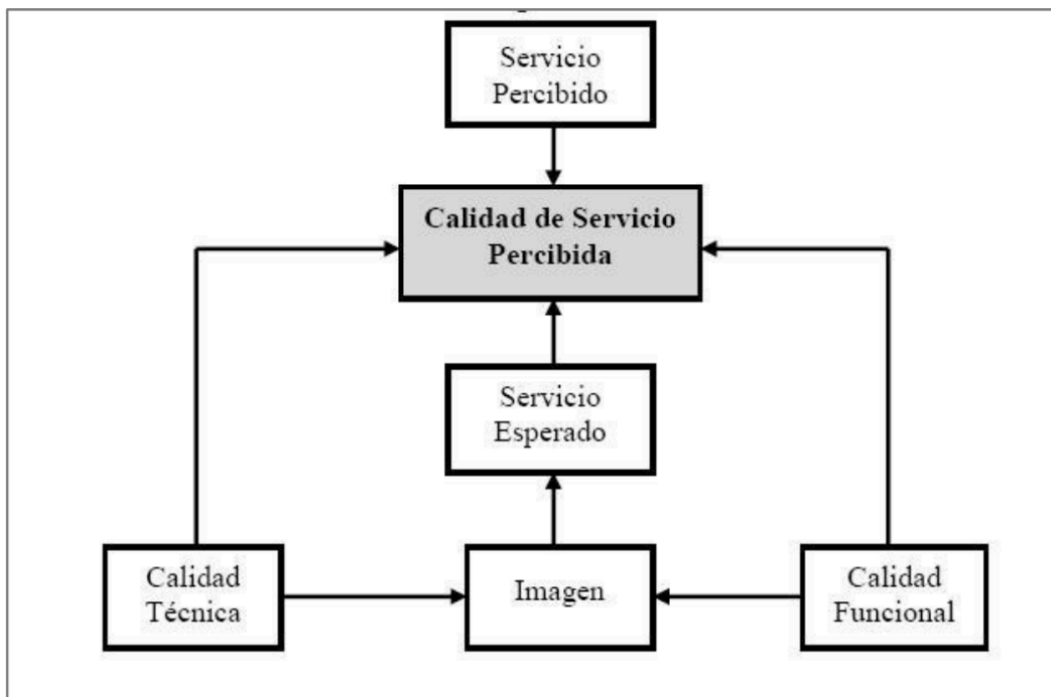 Servicio
Percibido
Calidad de Servicio
Percibida
Servicio
Esperado
Calidad
Técnica
Imagen
Calidad
Funcional